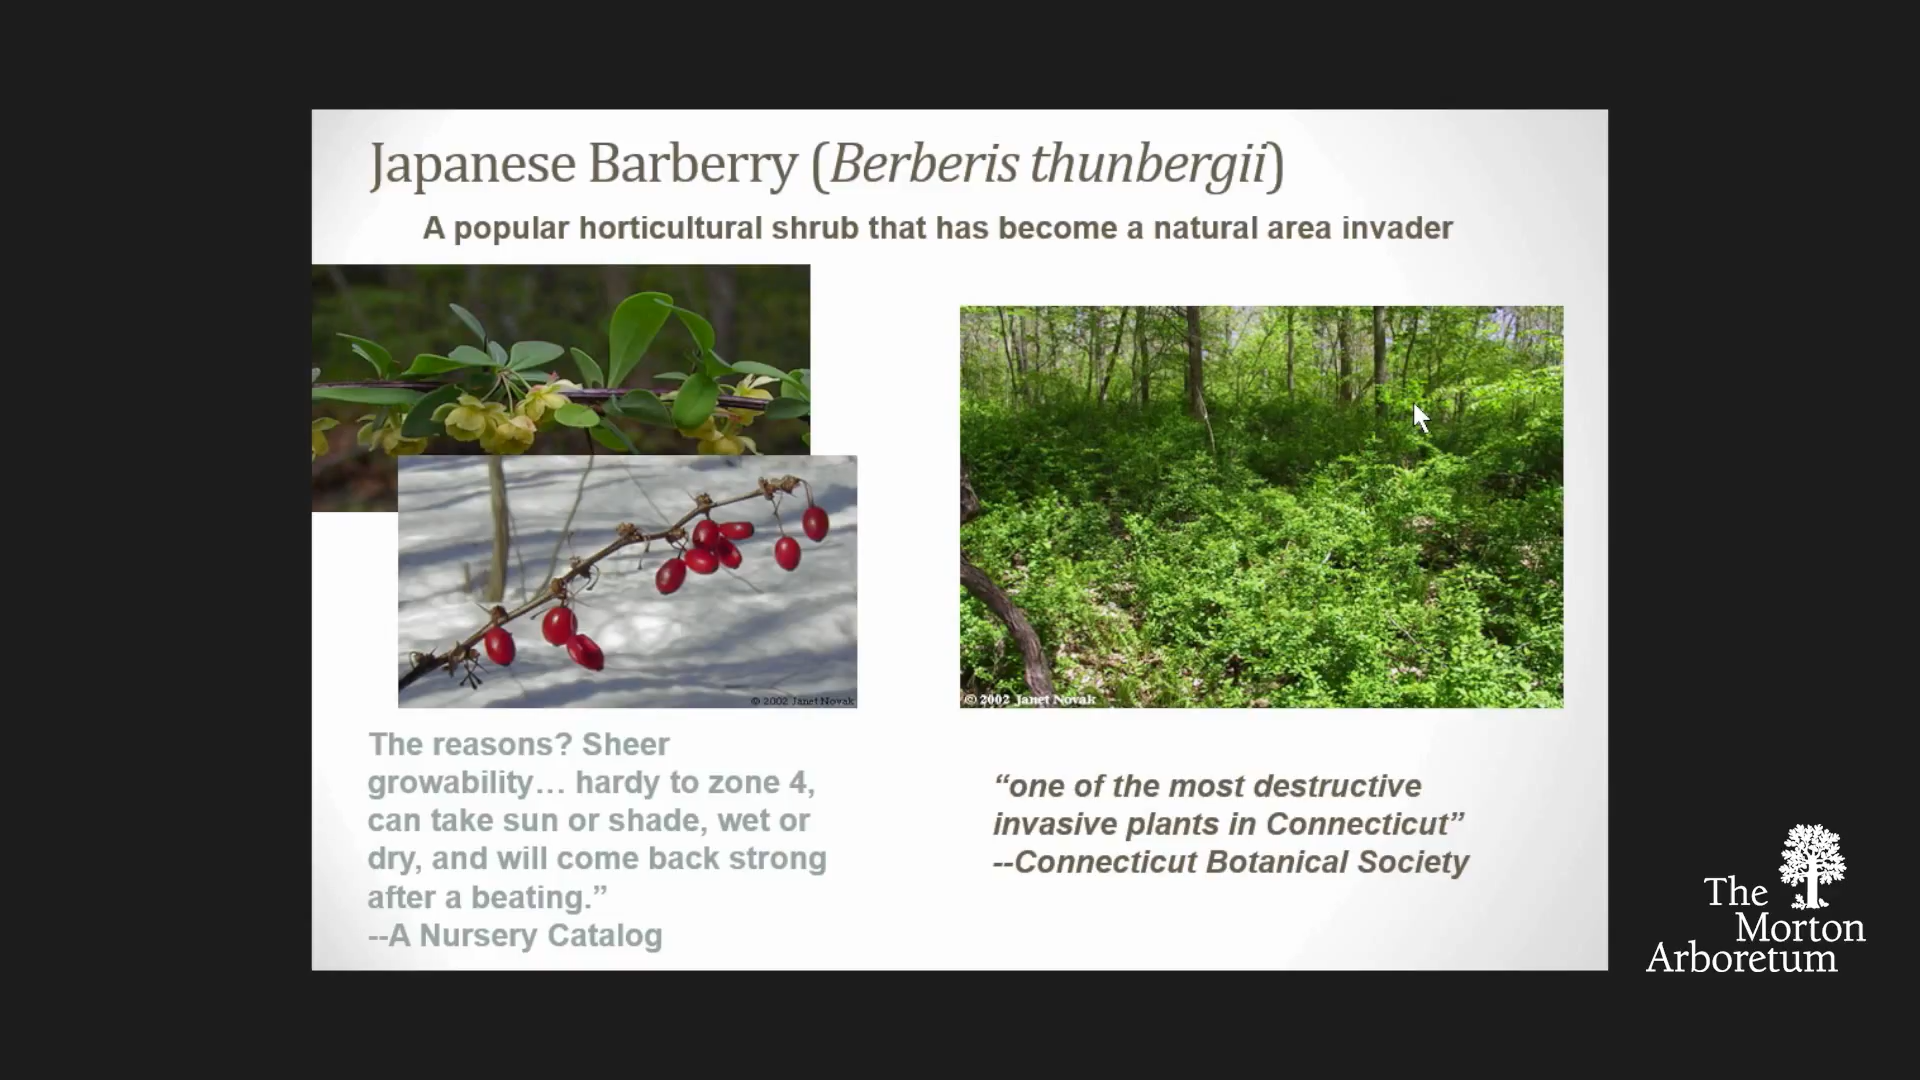 Japanese Barberry (Berberis thunbergii)
A popular horticultural shrub that has become a natural area invader
© 2002 Janet Novak
© 2002 Janet Novak
The reasons? Sheer
growability... hardy to zone 4,
can take sun or shade, wet or
dry, and will come back strong
after a beating.”
--A Nursery Catalog
“one of the most destructive
invasive plants in Connecticut”
--Connecticut Botanical Society
The
Morton
Arboretum